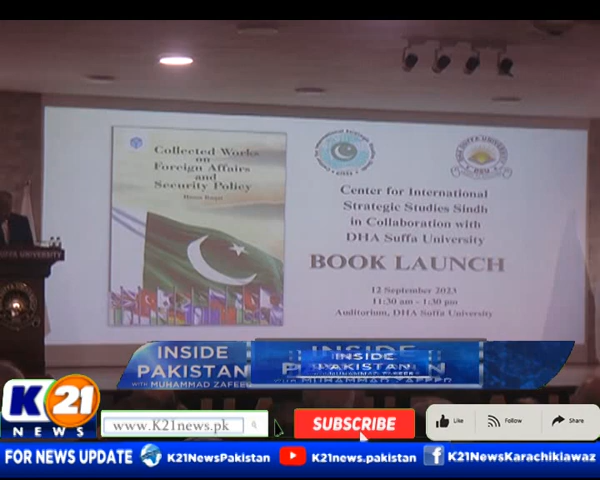 Collected Works
on
Foreign Affairs
and
Security Policy
Center for International
Strategic Studies Sindh
in Collaboration with
DHA Suffa University
BOOK LAUNCH
12 September 2023
11:30 am - 1:30 pm
Auditorium, DHA Suffa University
SUFFA UNIVERSITY
INSIDE
PAKISTAN
WITH MUHAMMAD ZAFEER
INSIDE
PAKISTAN
K21
NEWS
www.K21news.pk
SUBSCRIBE
Like
Follow
Share
FOR NEWS UPDATE
K21NewsPakistan
K21news.pakistan
K21NewsKarachikiawaz